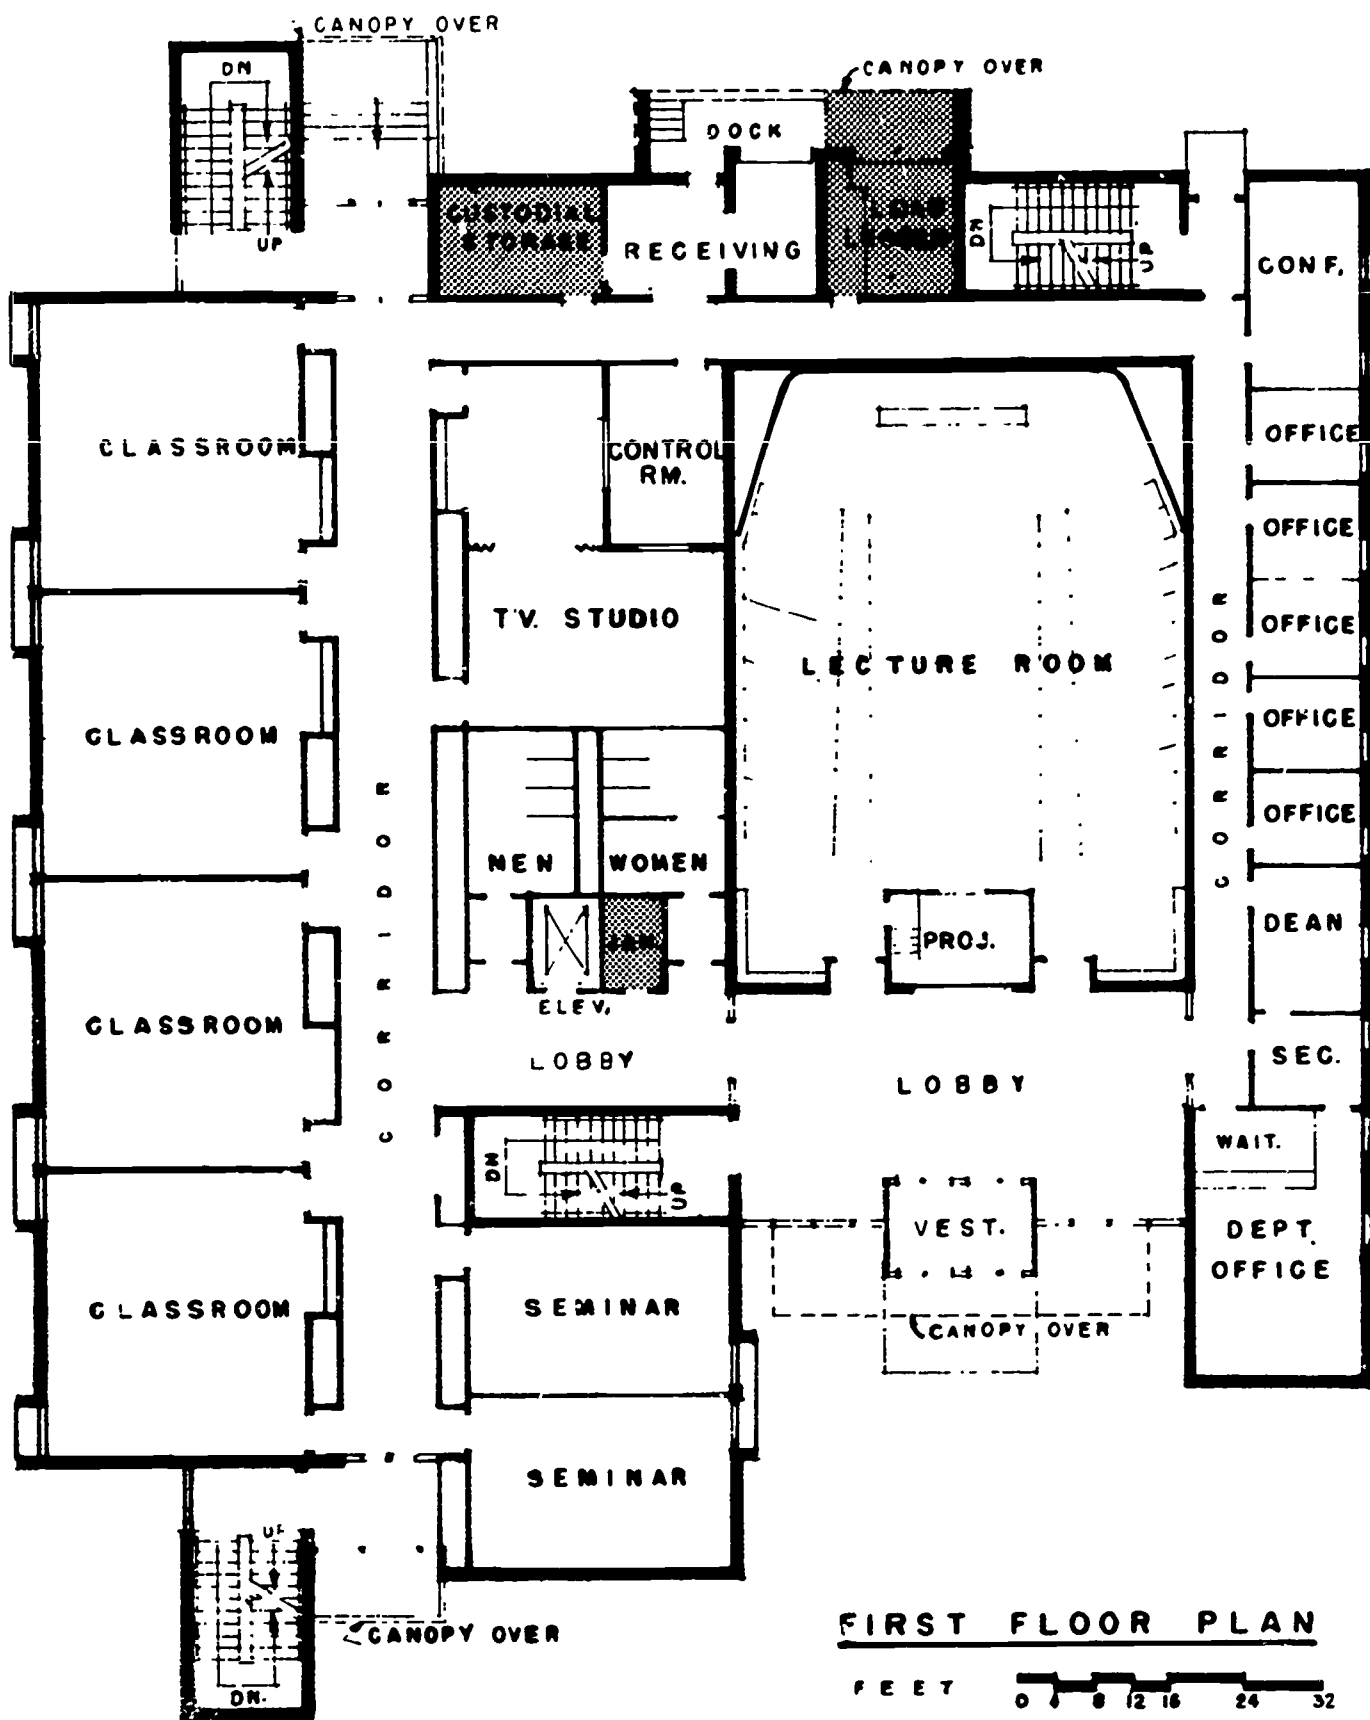 CANOPY OVER
DN
UP
CANOPY OVER
DOCK
CUSTODIAL
STORAGE
RECEIVING
DN
UP
CONF.
CLASSROOM
CONTROL
RM.
OFFICE
OFFICE
T.V. STUDIO
OFFICE
LECTURE ROOM
CORRIDOR
OFFICE
CLASSROOM
CORRIDOR
OFFICE
MEN
WOMEN
DEAN
JAN.
PROJ.
ELEV.
CLASSROOM
LOBBY
SEC.
LOBBY
WAIT.
DN
UP
VEST.
DEPT.
OFFICE
CLASSROOM
SEMINAR
CANOPY OVER
SEMINAR
UP
CANOPY OVER
DN.
FIRST FLOOR PLAN
FEET
0 4 8 12 16 24 32